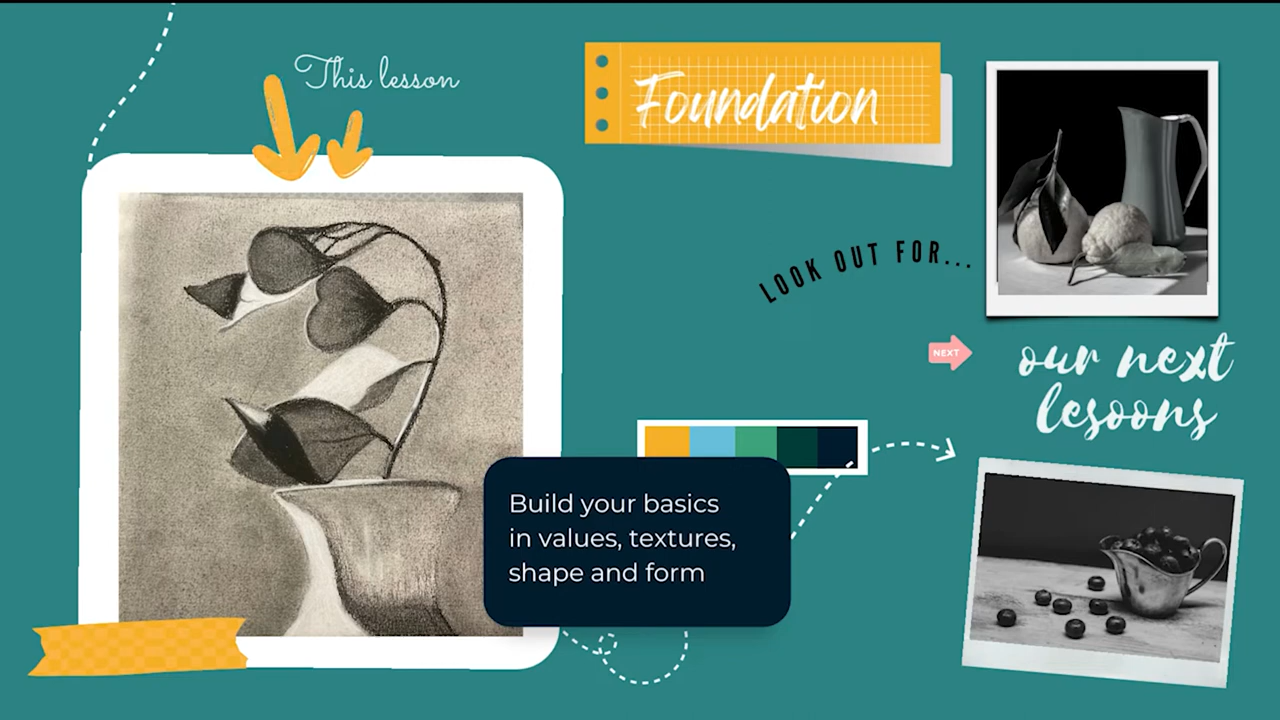 This lesson
Foundation
LOOK OUT FOR...
NEXT
our next
lesoons
Build your basics
in values, textures,
shape and form